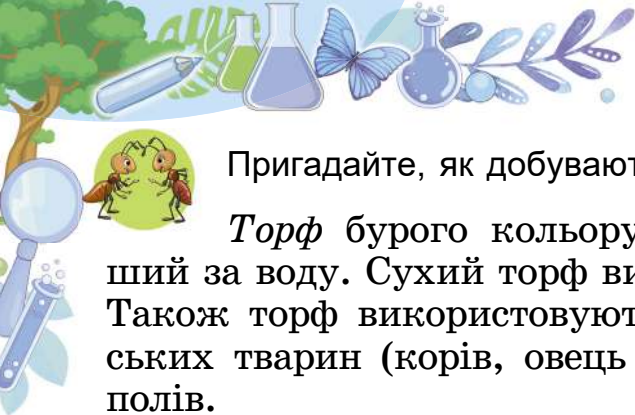 Пригадайте, як добувают
Торф бурого кольору
ший за воду. Сухий торф ви
Також торф використовуют
ських тварин (корів, овець
полів.